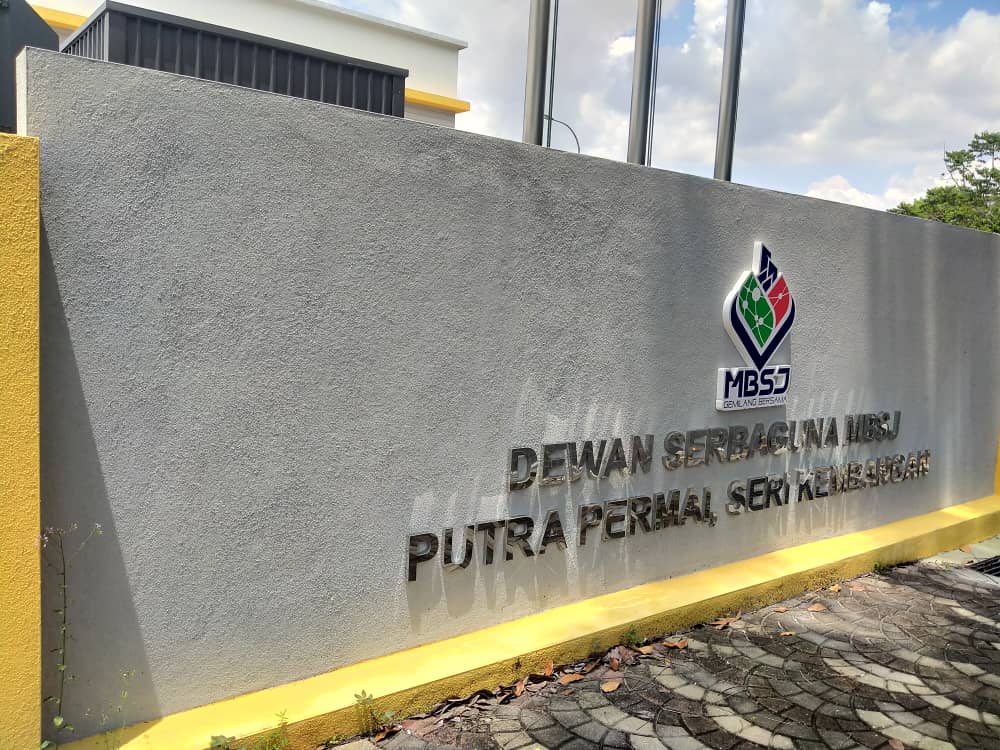 MBSJ
GEMILANG BERSAMA
DEWAN SERBAGUNA MBSJ
PUTRA PERMAI, SERI KEMBANGAN